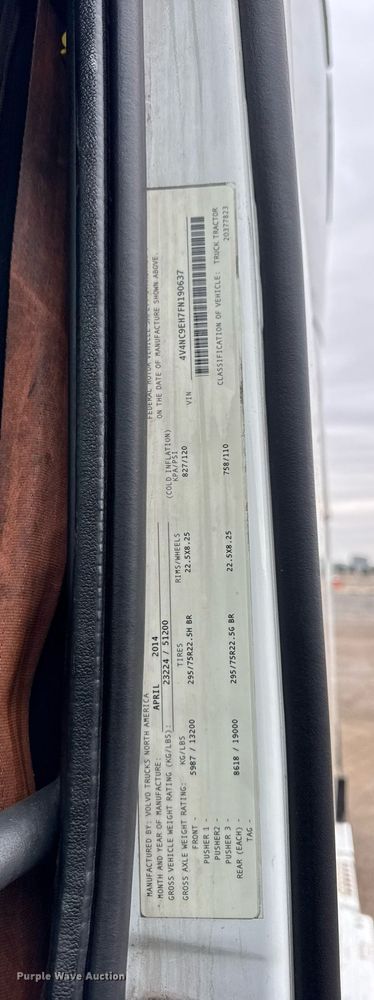 MANUFACTURED BY: VOLVO TRUCKS NORTH AMERICA
MONTH AND YEAR OF MANUFACTURE: APRIL 2014
GROSS VEHICLE WEIGHT RATING (KG/LBS): 23224 / 51200
GROSS AXLE WEIGHT RATING: KG/LBS TIRES RIMS/WHEELS (COLD INFLATION) KPA/PSI
FRONT - 5987 / 13200 295/75R22.5H BR 22.5X8.25 827/120
PUSHER 1 -
PUSHER2 -
PUSHER 3 -
REAR (EACH) - 8618 / 19000 295/75R22.5G BR 22.5X8.25 758/110
TAG -
FEDERAL MOTOR VEHICLE
ON THE DATE OF MANUFACTURE SHOWN ABOVE.
VIN 4V4NC9EH7FN190637
CLASSIFICATION OF VEHICLE: TRUCK TRACTOR
20377823
Purple Wave Auction